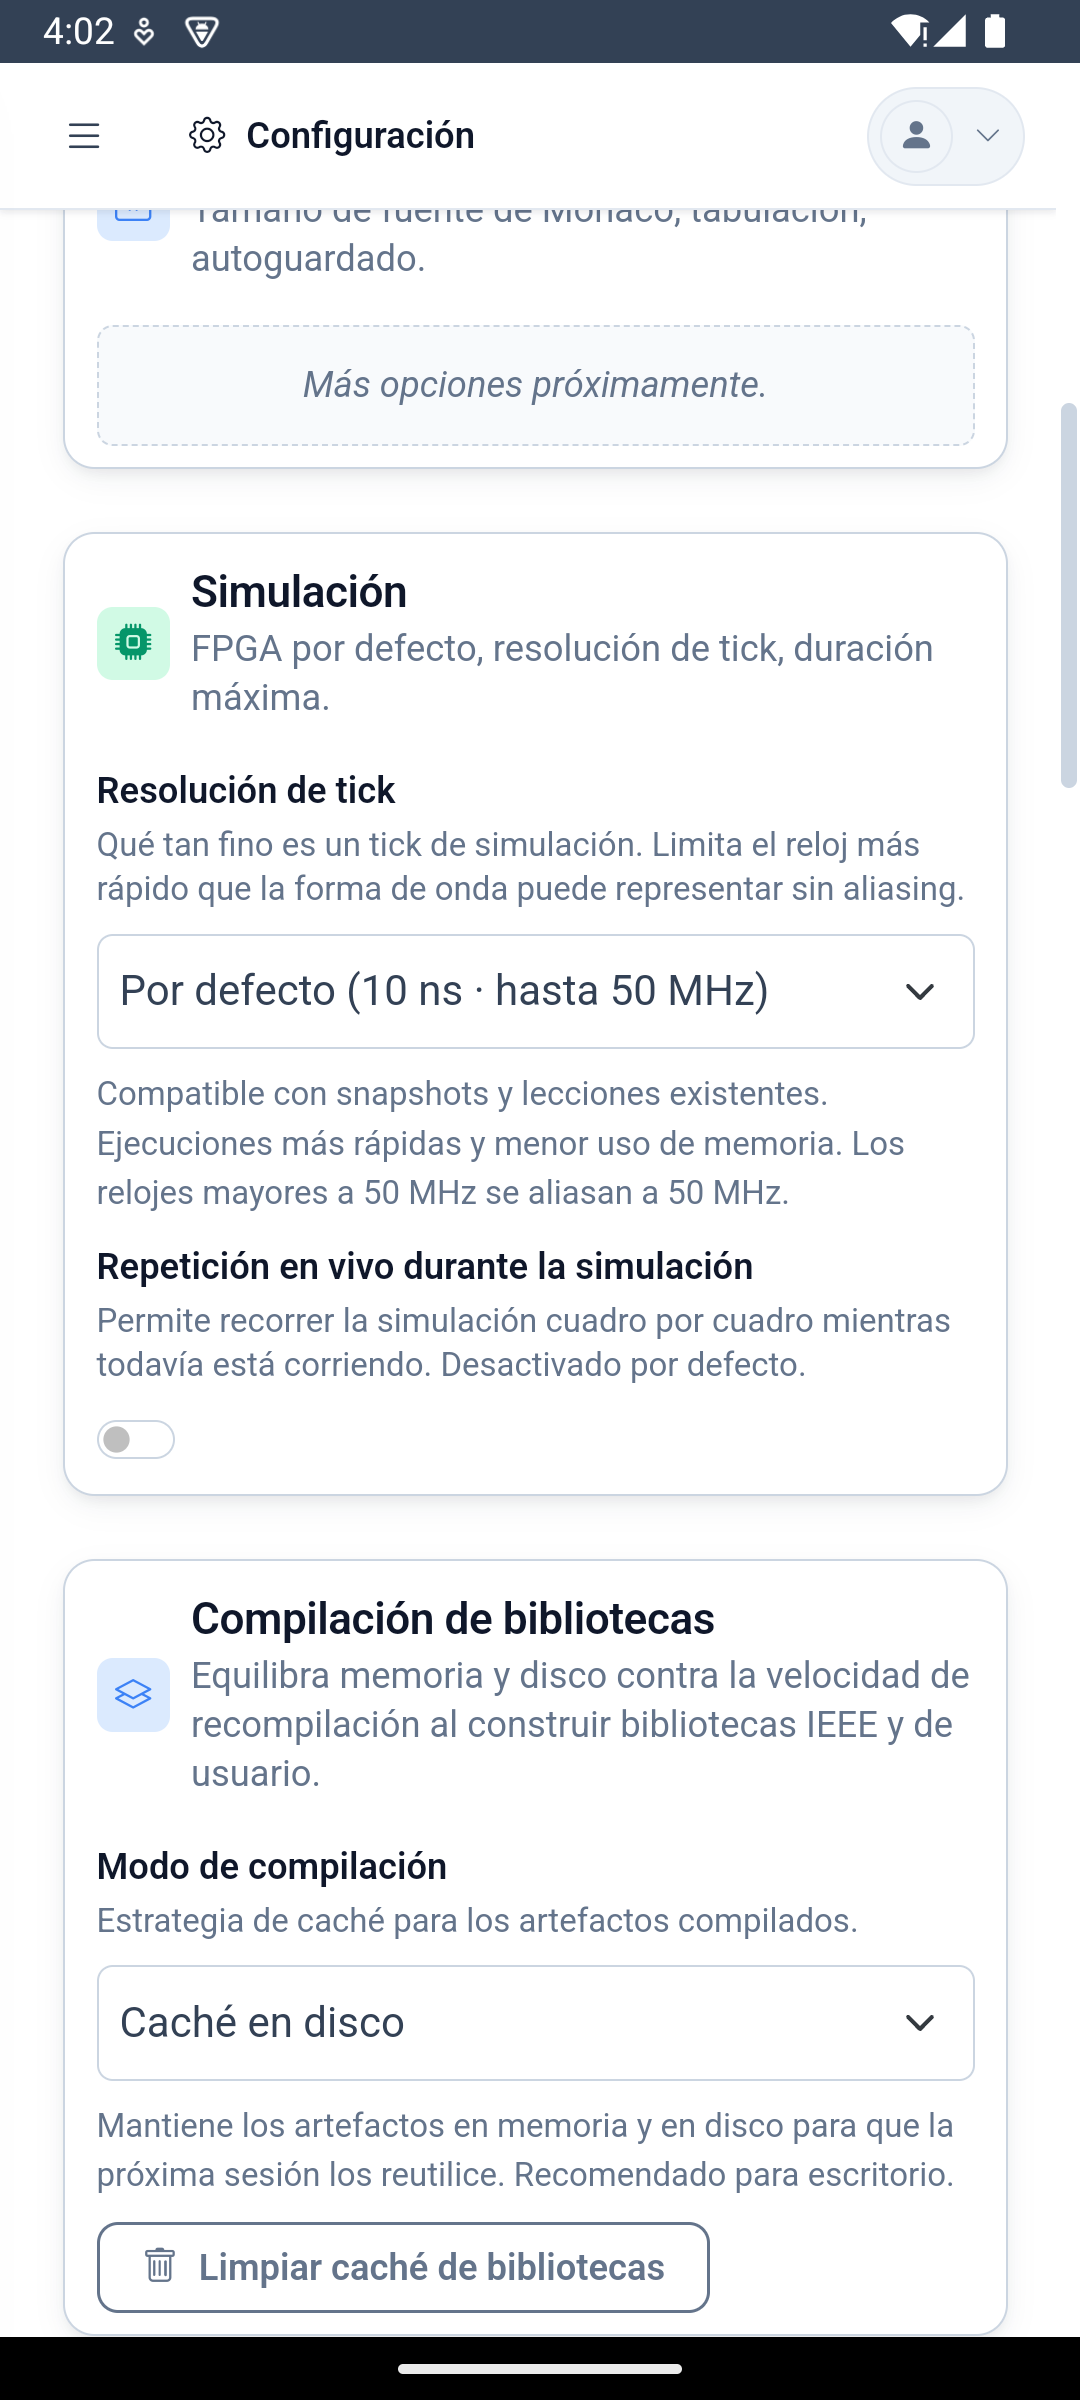 4:02
Configuración
Tamaño de fuente de Monaco, tabulación,
autoguardado.
Más opciones próximamente.
Simulación
FPGA por defecto, resolución de tick, duración
máxima.
Resolución de tick
Qué tan fino es un tick de simulación. Limita el reloj más
rápido que la forma de onda puede representar sin aliasing.
Por defecto (10 ns · hasta 50 MHz)
Compatible con snapshots y lecciones existentes.
Ejecuciones más rápidas y menor uso de memoria. Los
relojes mayores a 50 MHz se aliasan a 50 MHz.
Repetición en vivo durante la simulación
Permite recorrer la simulación cuadro por cuadro mientras
todavía está corriendo. Desactivado por defecto.
Compilación de bibliotecas
Equilibra memoria y disco contra la velocidad de
recompilación al construir bibliotecas IEEE y de
usuario.
Modo de compilación
Estrategia de caché para los artefactos compilados.
Caché en disco
Mantiene los artefactos en memoria y en disco para que la
próxima sesión los reutilice. Recomendado para escritorio.
Limpiar caché de bibliotecas